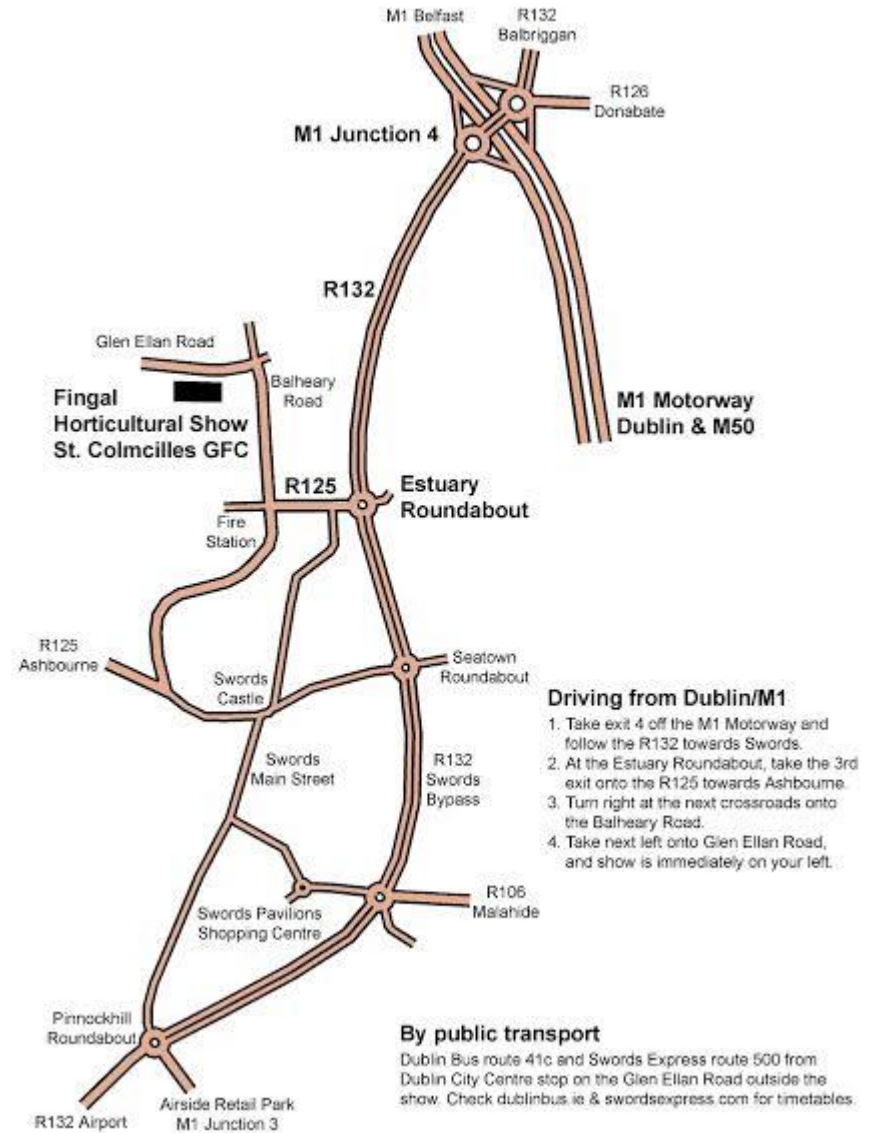 M1 Belfast
R132
Balbriggan
R126
Donabate
M1 Junction 4
R132
Glen Ellan Road
Balheary
Road
Fingal
Horticultural Show
St. Colmcilles GFC
M1 Motorway
Dublin & M50
R125
Estuary
Roundabout
Fire
Station
R125
Ashbourne
Swords
Castle
Seatown
Roundabout
Swords
Main Street
R132
Swords
Bypass
Driving from Dublin/M1
1. Take exit 4 off the M1 Motorway and
follow the R132 towards Swords.
2. At the Estuary Roundabout, take the 3rd
exit onto the R125 towards Ashbourne.
3. Turn right at the next crossroads onto
the Balheary Road.
4. Take next left onto Glen Ellan Road,
and show is immediately on your left.
Swords Pavilions
Shopping Centre
R106
Malahide
Pinnockhill
Roundabout
R132 Airport
Airside Retail Park
M1 Junction 3
By public transport
Dublin Bus route 41c and Swords Express route 500 from
Dublin City Centre stop on the Glen Ellan Road outside the
show. Check dublinbus.ie & swordsexpress.com for timetables.